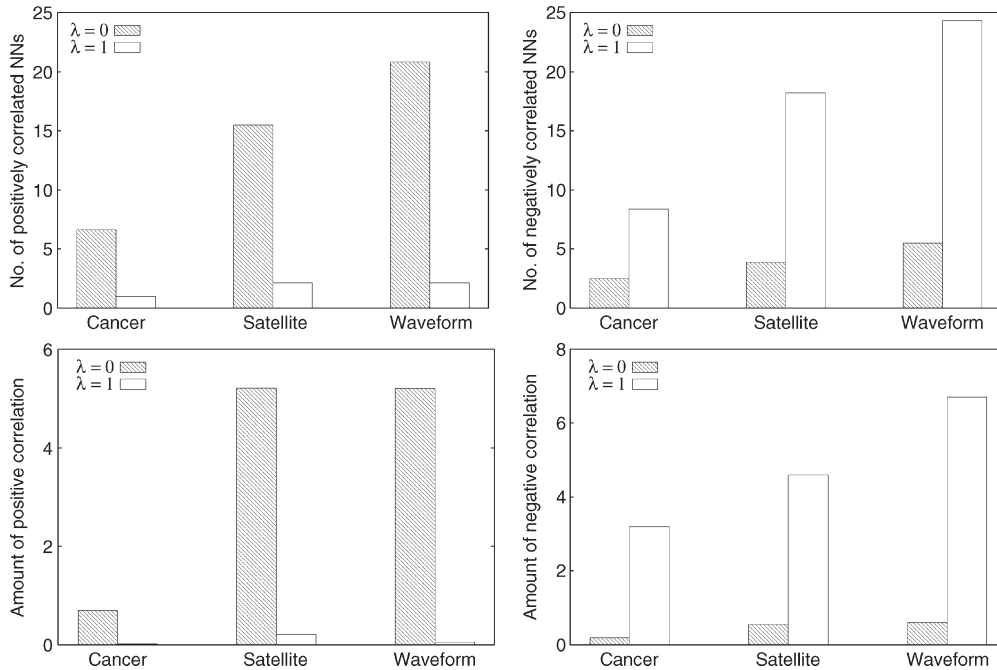 No. of positively correlated NNs
25
20
15
10
5
0
λ = 0
λ = 1
Cancer Satellite Waveform
No. of negatively correlated NNs
25
20
15
10
5
0
λ = 0
λ = 1
Cancer Satellite Waveform
Amount of positive correlation
6
4
2
0
λ = 0
λ = 1
Cancer Satellite Waveform
Amount of negative correlation
8
6
4
2
0
λ = 0
λ = 1
Cancer Satellite Waveform